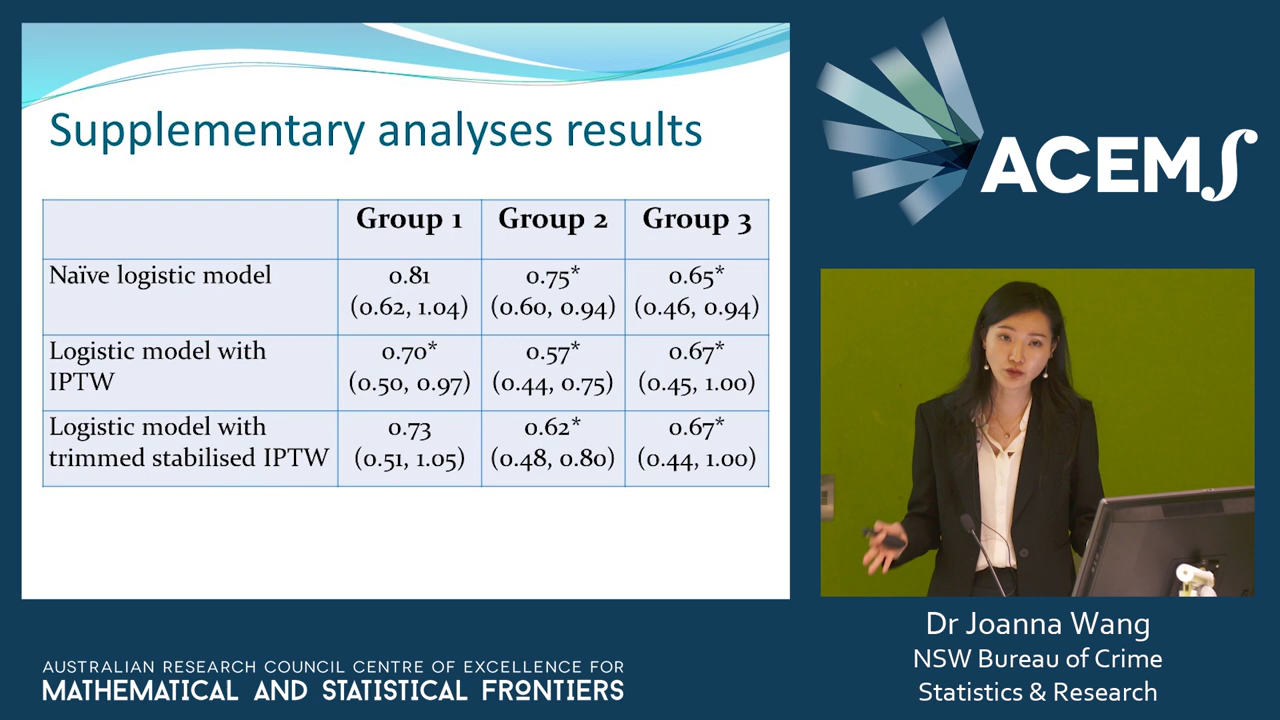 Supplementary analyses results
Group 1 Group 2 Group 3
Naïve logistic model 0.81 0.75* 0.65*
(0.62, 1.04) (0.60, 0.94) (0.46, 0.94)
Logistic model with 0.70* 0.57* 0.67*
IPTW (0.50, 0.97) (0.44, 0.75) (0.45, 1.00)
Logistic model with 0.73 0.62* 0.67*
trimmed stabilised IPTW (0.51, 1.05) (0.48, 0.80) (0.44, 1.00)
ACEMS
Dr Joanna Wang
NSW Bureau of Crime
Statistics & Research
AUSTRALIAN RESEARCH COUNCIL CENTRE OF EXCELLENCE FOR
MATHEMATICAL AND STATISTICAL FRONTIERS